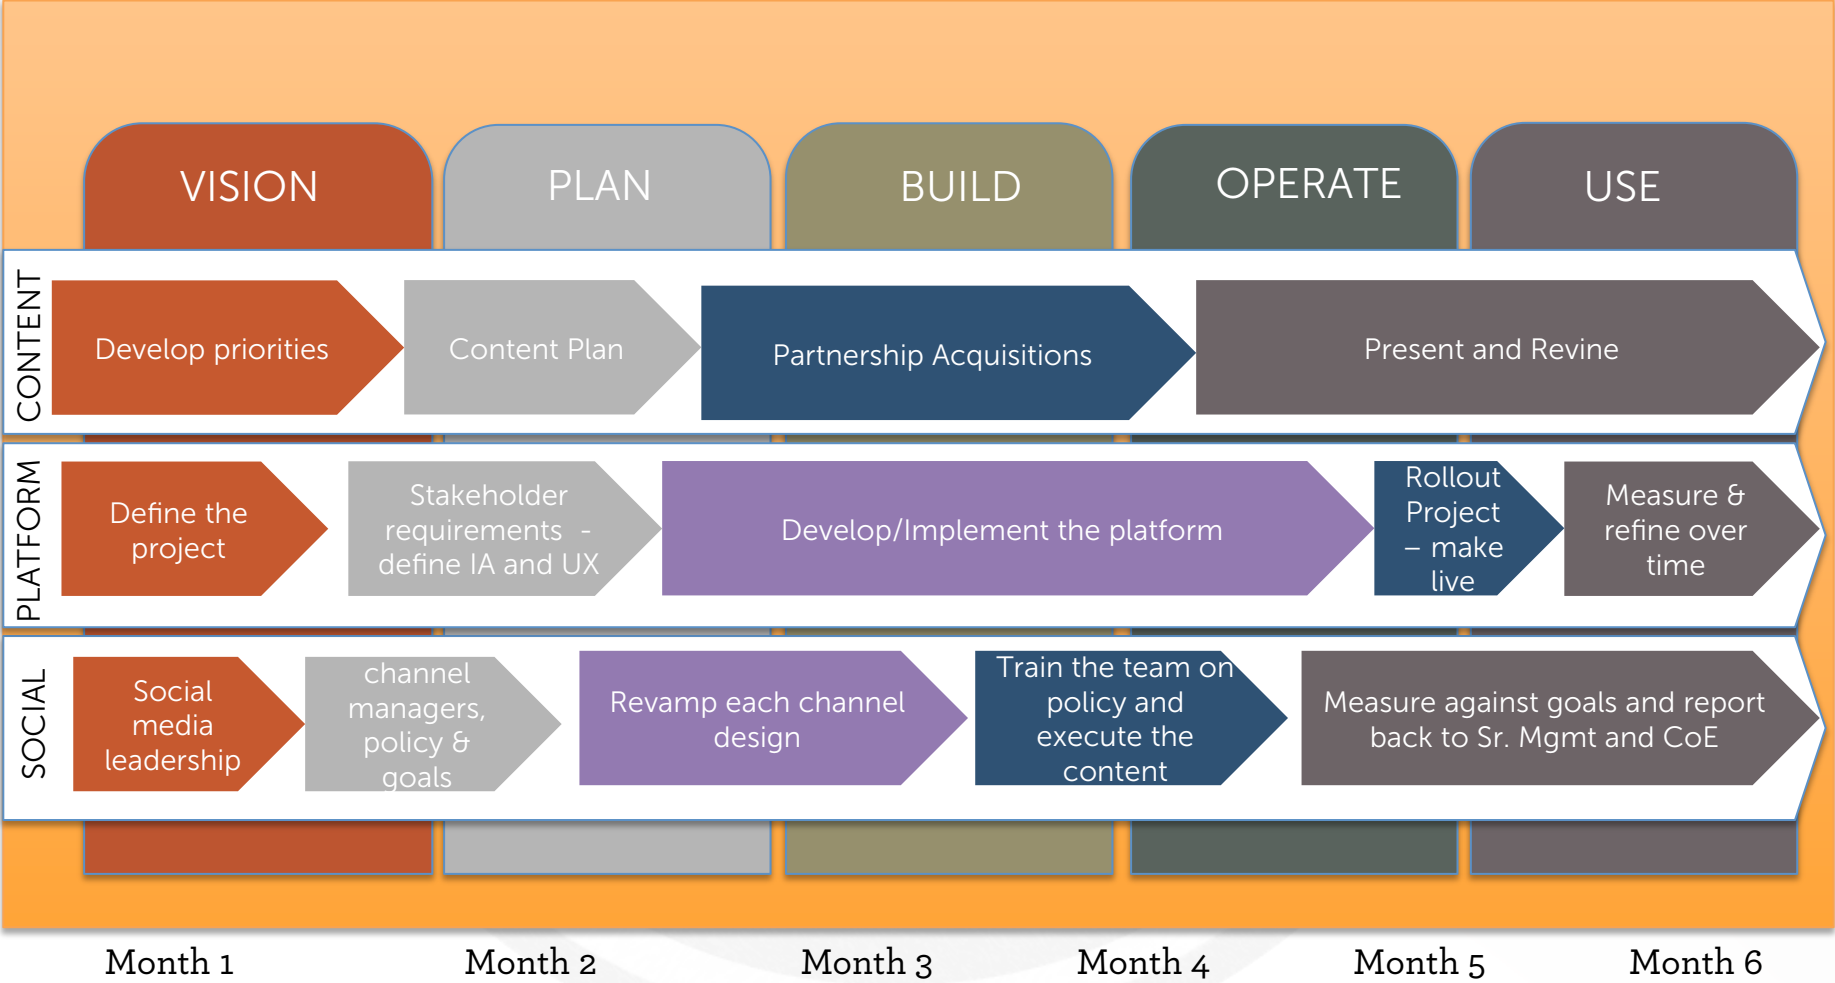 VISION
PLAN
BUILD
OPERATE
USE
CONTENT
Develop priorities
Content Plan
Partnership Acquisitions
Present and Revine
PLATFORM
Define the
project
Stakeholder
requirements -
define IA and UX
Develop/Implement the platform
Rollout
Project
– make
live
Measure &
refine over
time
SOCIAL
Social
media
leadership
channel
managers,
policy &
goals
Revamp each channel
design
Train the team on
policy and
execute the
content
Measure against goals and report
back to Sr. Mgmt and CoE
Month 1
Month 2
Month 3
Month 4
Month 5
Month 6